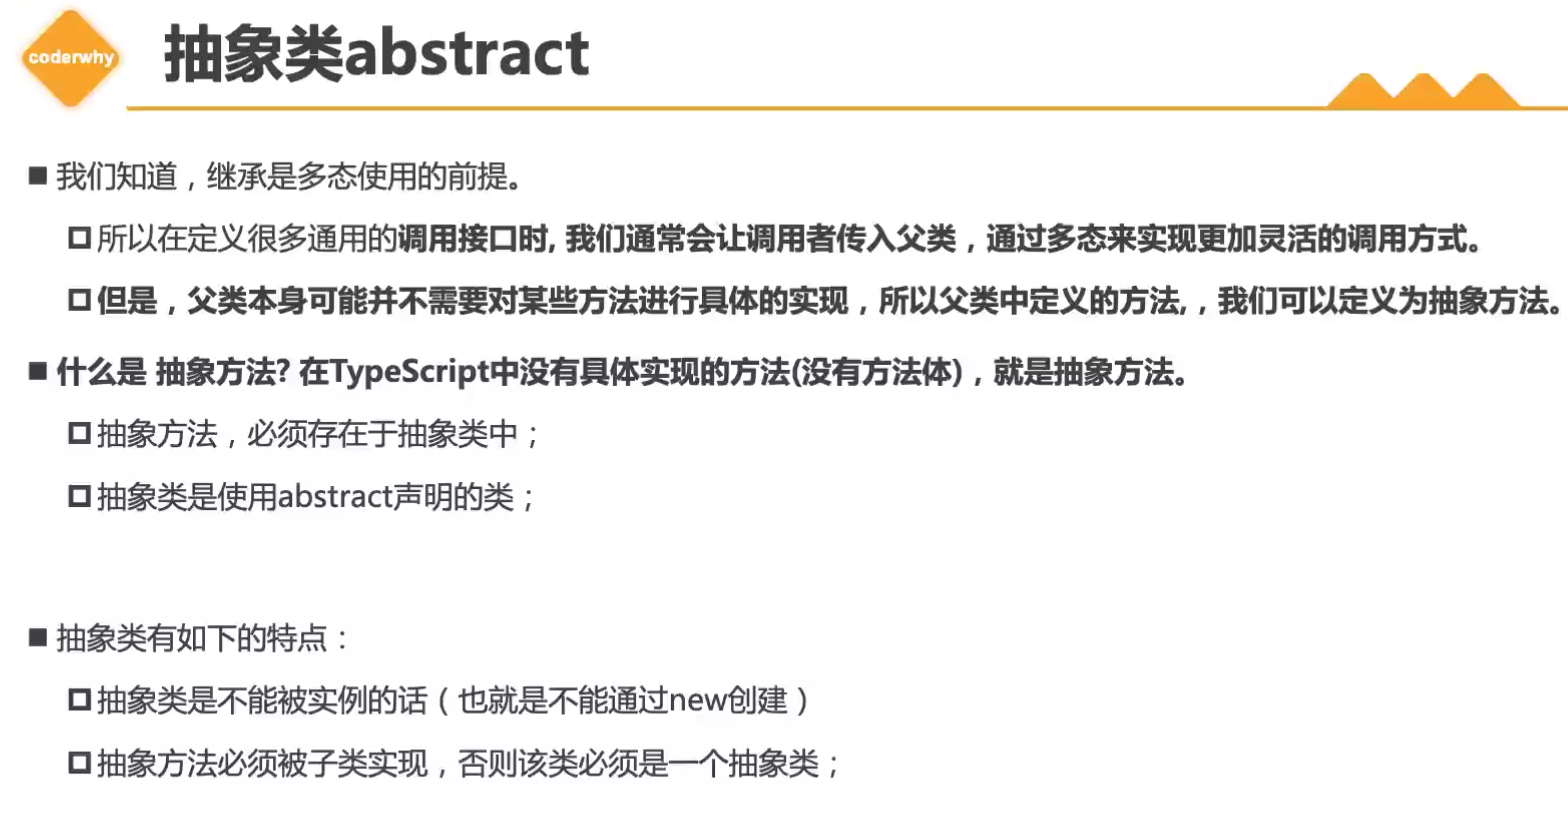 coderwhy
抽象类abstract
我们知道，继承是多态使用的前提。
所以在定义很多通用的调用接口时, 我们通常会让调用者传入父类，通过多态来实现更加灵活的调用方式。
但是，父类本身可能并不需要对某些方法进行具体的实现，所以父类中定义的方法,，我们可以定义为抽象方法。
什么是 抽象方法? 在TypeScript中没有具体实现的方法(没有方法体)，就是抽象方法。
抽象方法，必须存在于抽象类中；
抽象类是使用abstract声明的类；
抽象类有如下的特点：
抽象类是不能被实例的话（也就是不能通过new创建）
抽象方法必须被子类实现，否则该类必须是一个抽象类；